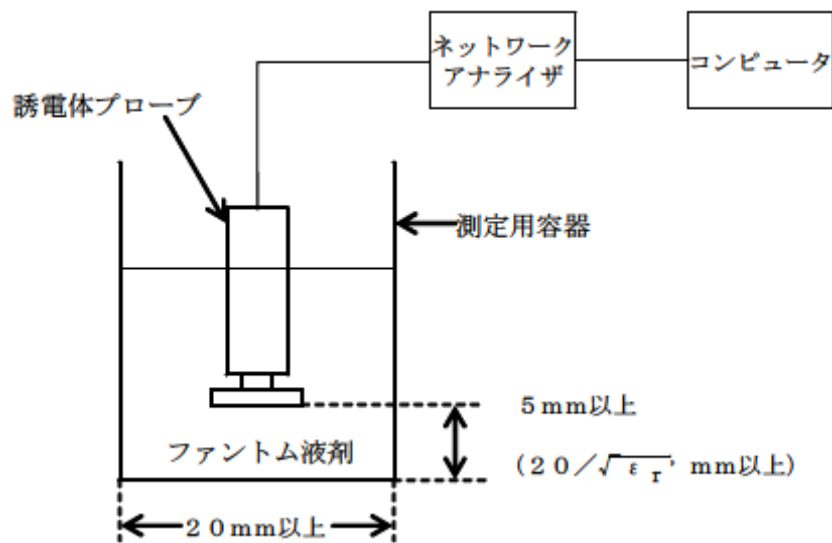 ネットワーク
アナライザ
コンピュータ
誘電体プローブ
測定用容器
5mm以上
(20/√εr' mm以上)
ファントム液剤
20mm以上